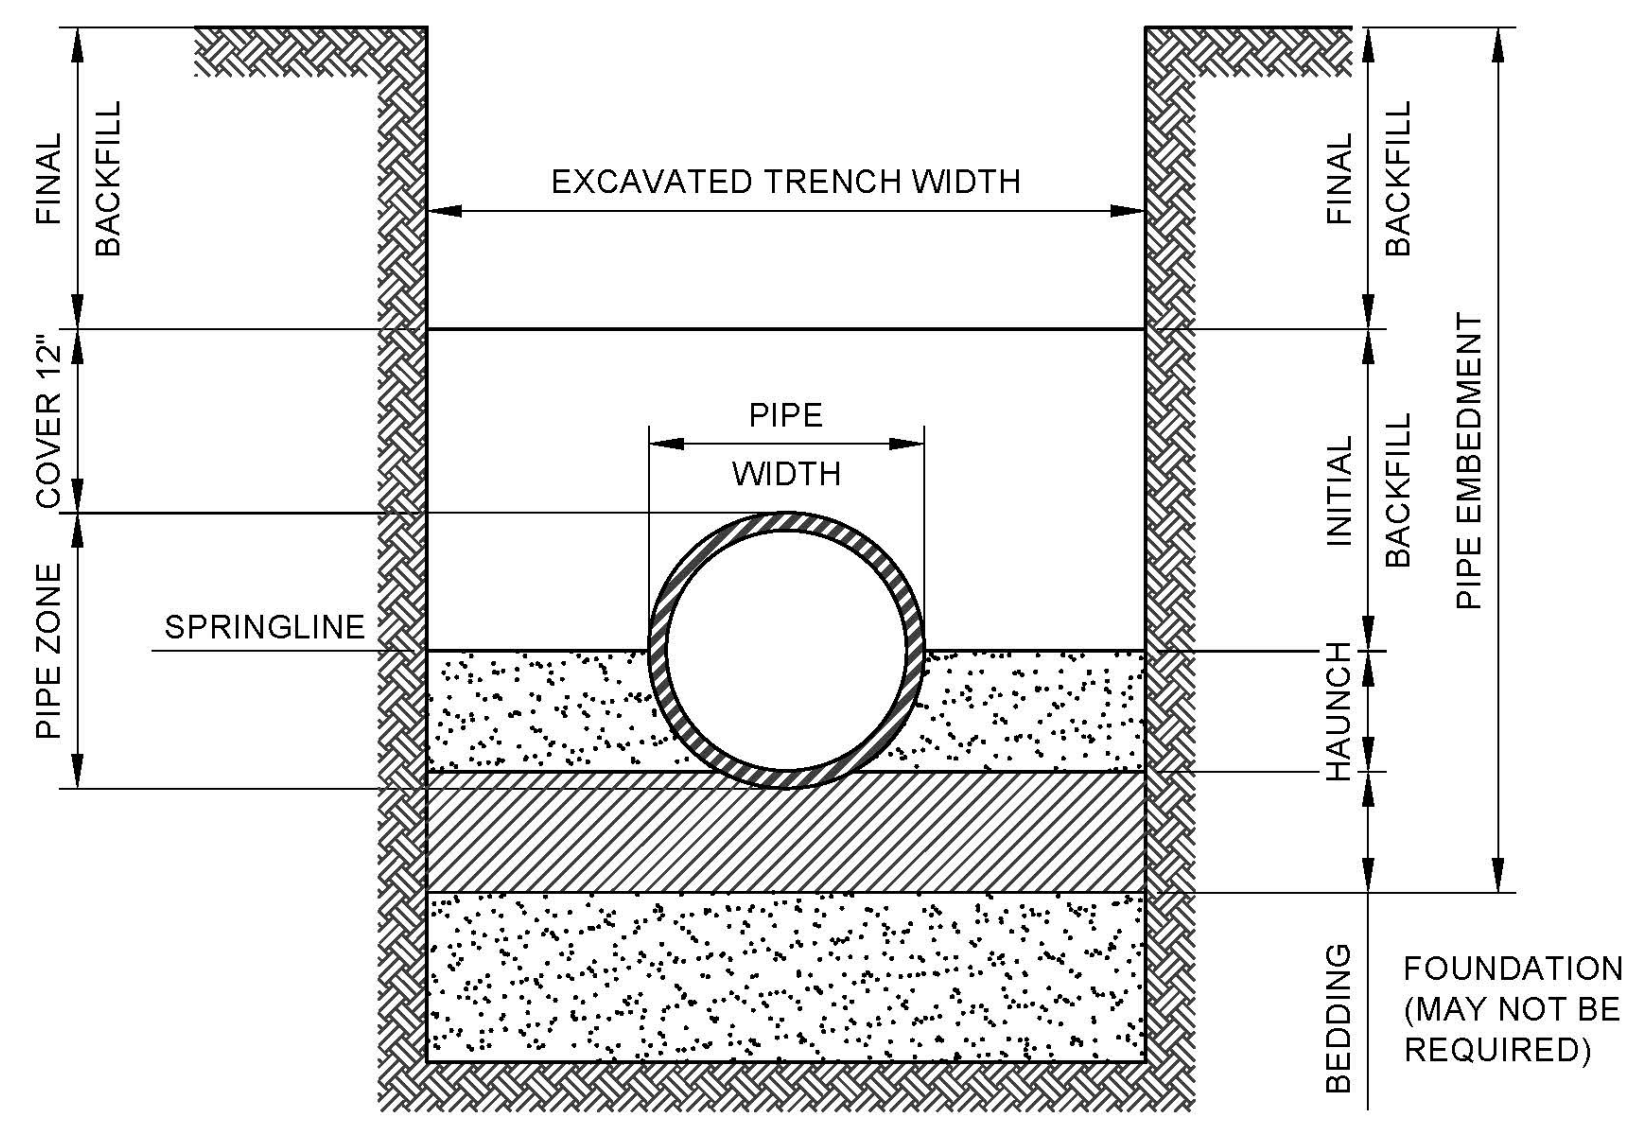 FINAL
BACKFILL
COVER 12"
PIPE ZONE
SPRINGLINE
EXCAVATED TRENCH WIDTH
PIPE
WIDTH
FINAL
BACKFILL
INITIAL
BACKFILL
HAUNCH
BEDDING
PIPE EMBEDMENT
FOUNDATION
(MAY NOT BE
REQUIRED)